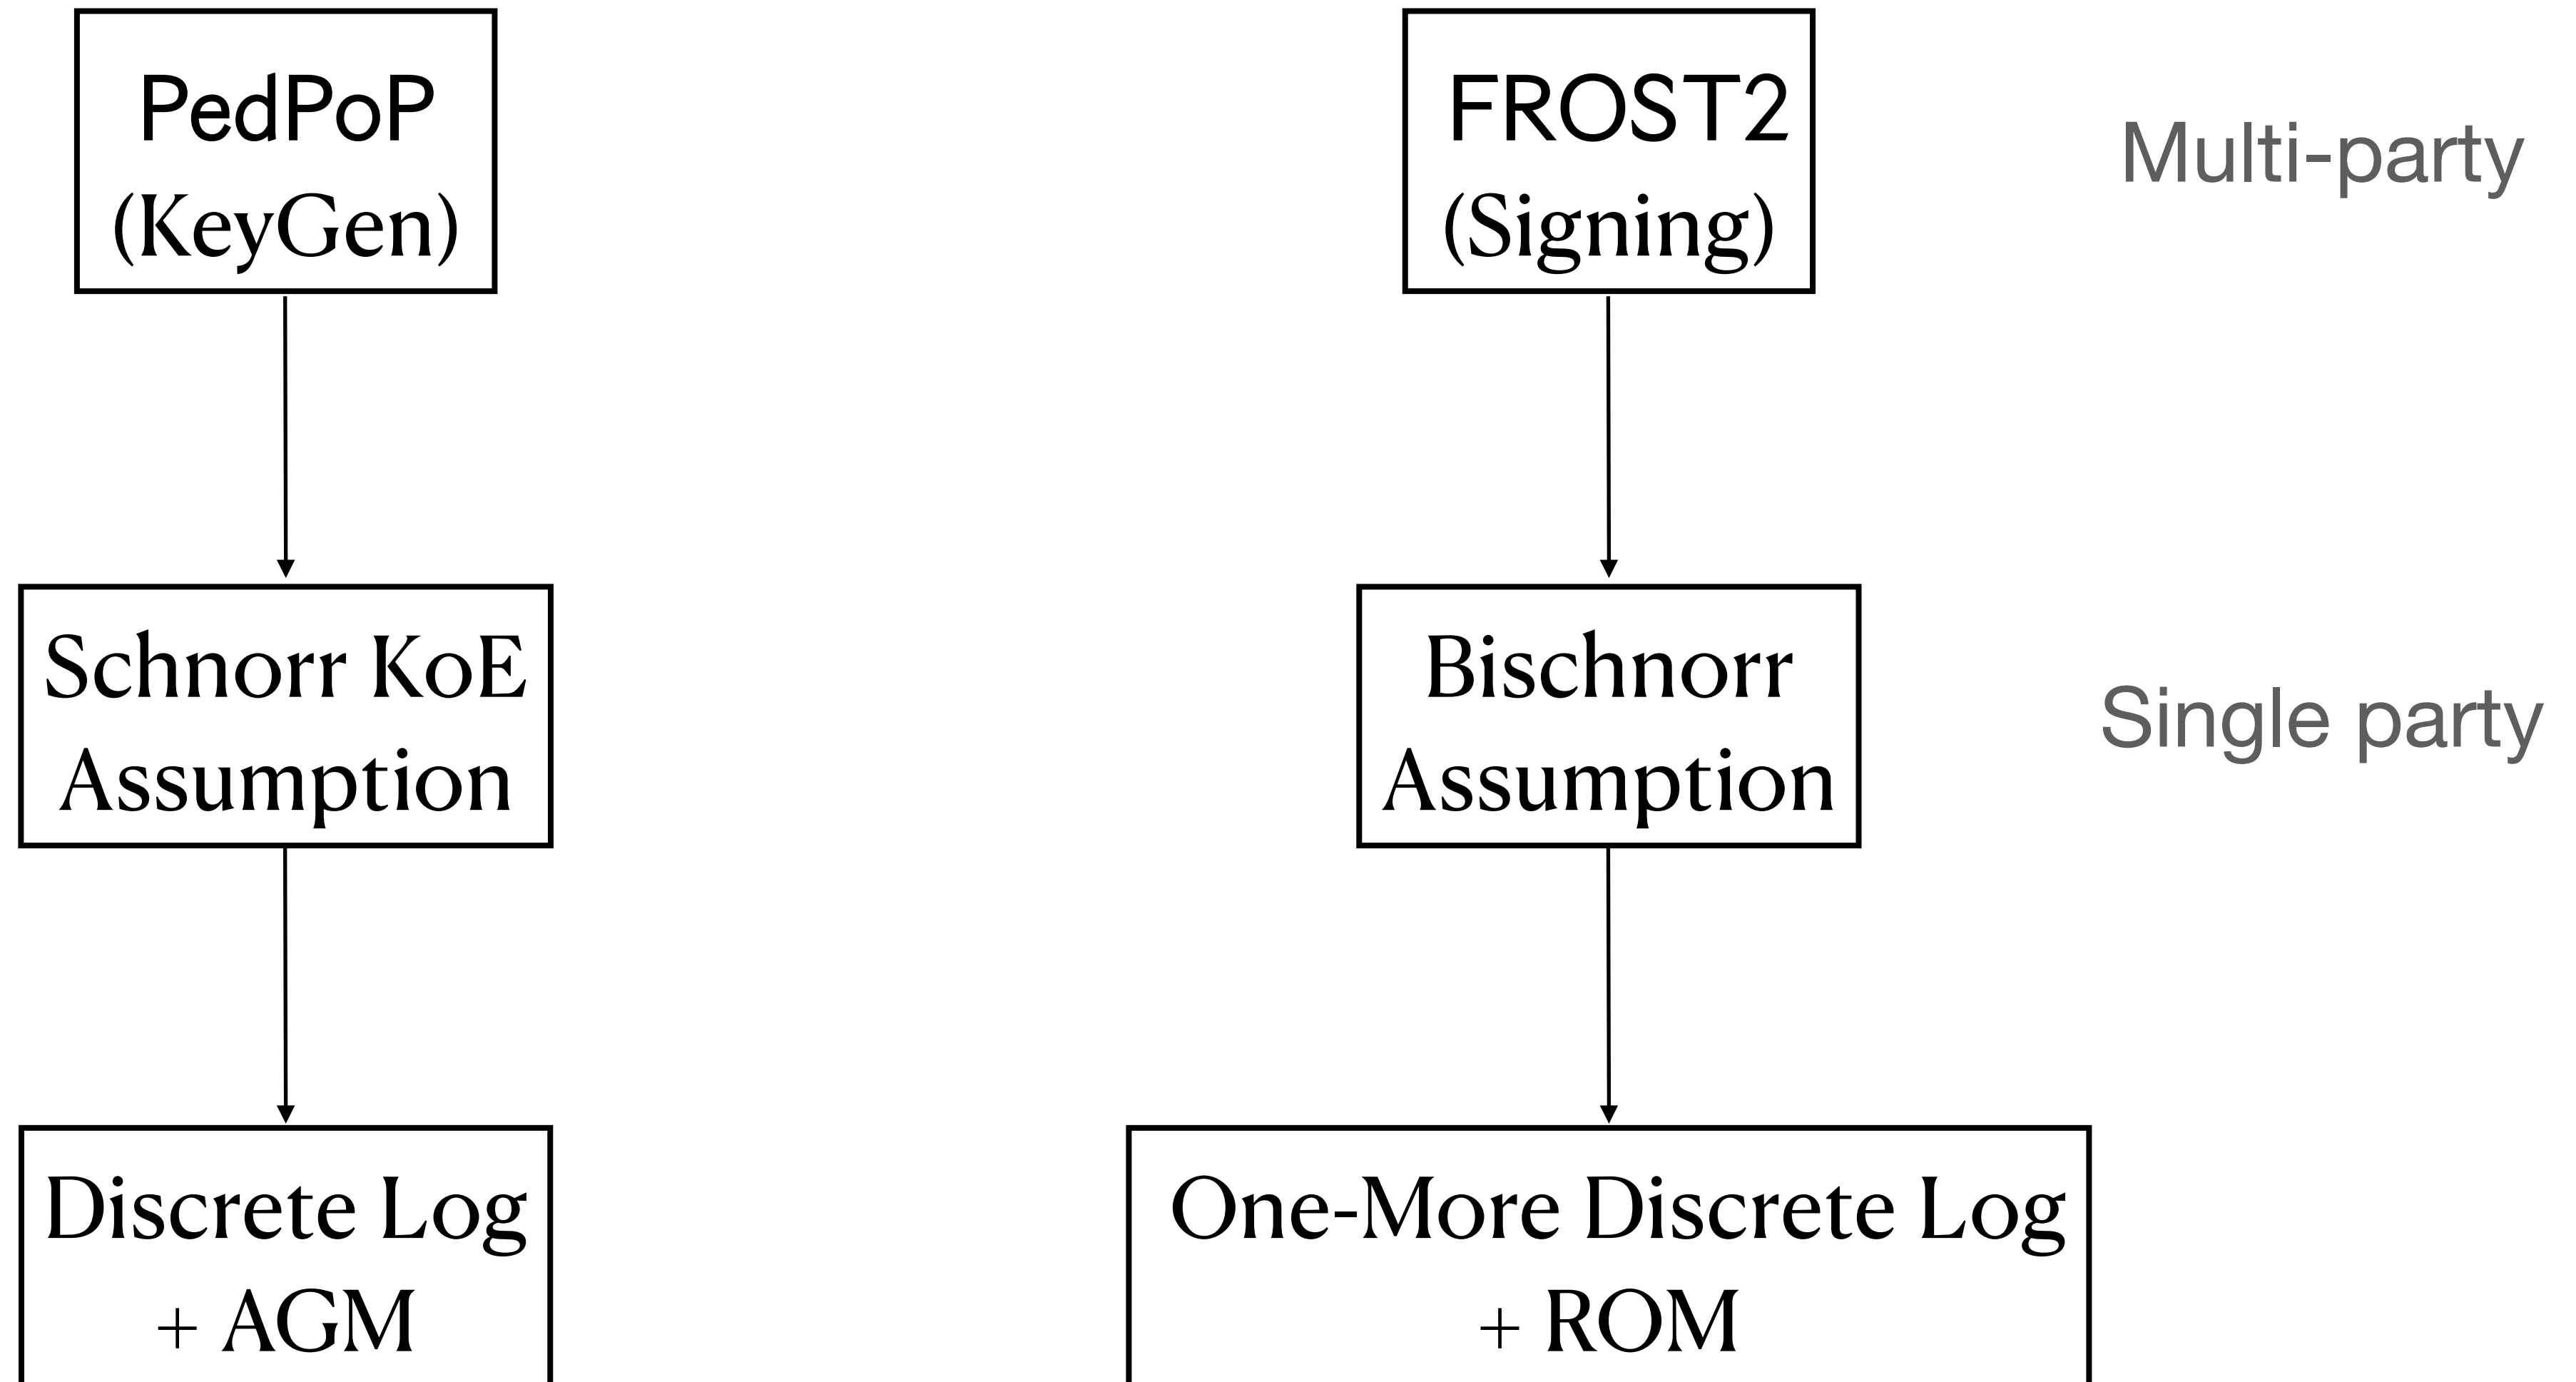 PedPoP
(KeyGen)
FROST2
(Signing)
Multi-party
Schnorr KoE
Assumption
Bischnorr
Assumption
Single party
Discrete Log
+ AGM
One-More Discrete Log
+ ROM